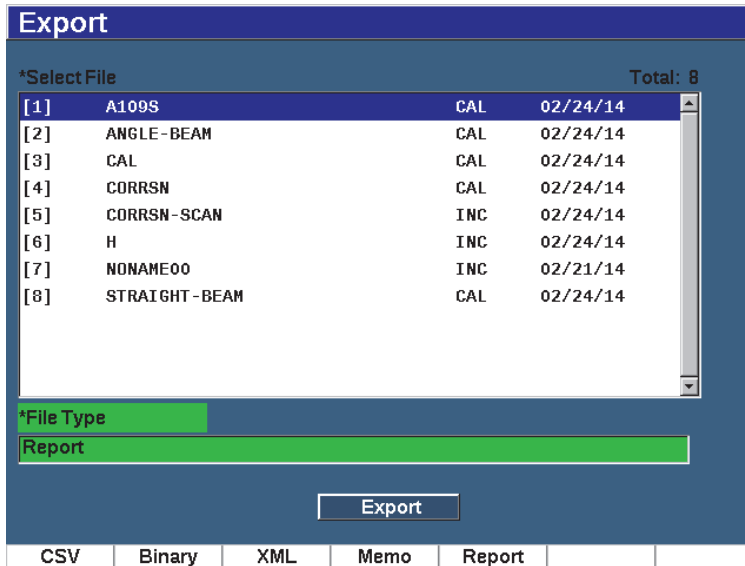 Export
*Select File Total: 8
[1] A109S CAL 02/24/14
[2] ANGLE-BEAM CAL 02/24/14
[3] CAL CAL 02/24/14
[4] CORRSN CAL 02/24/14
[5] CORRSN-SCAN INC 02/24/14
[6] H INC 02/24/14
[7] NONAME00 INC 02/21/14
[8] STRAIGHT-BEAM CAL 02/24/14
*File Type
Report
Export
CSV Binary XML Memo Report